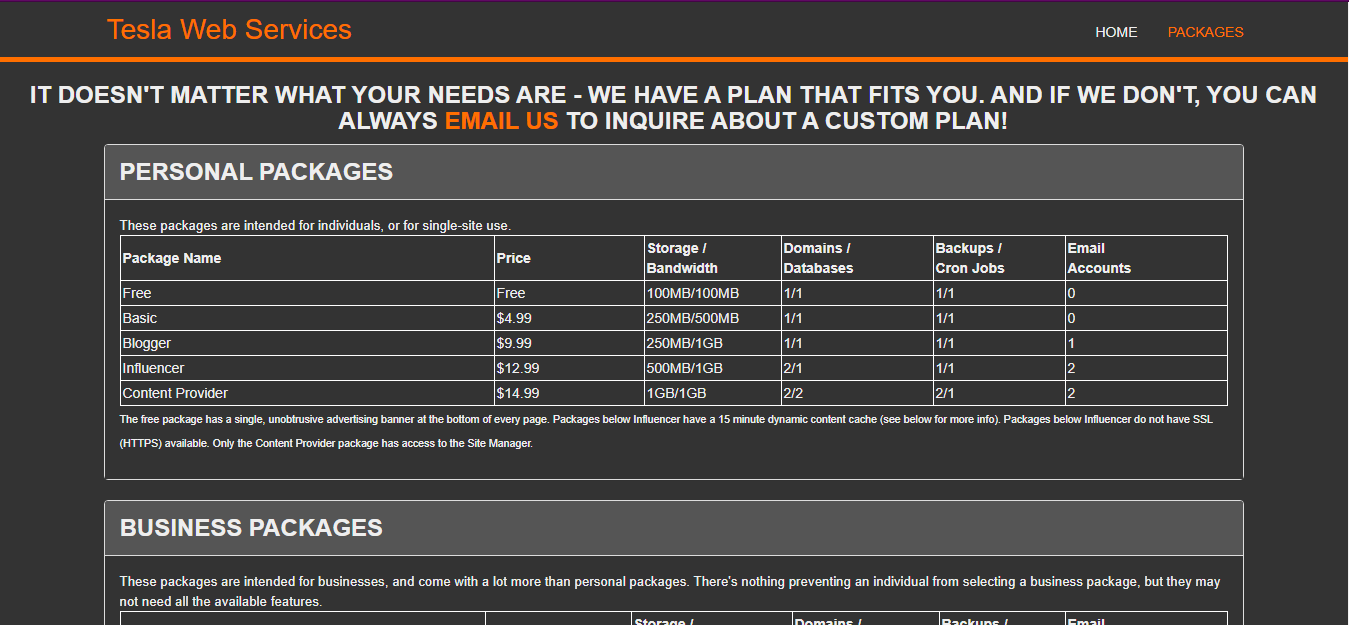 Tesla Web Services
HOME
PACKAGES
IT DOESN'T MATTER WHAT YOUR NEEDS ARE - WE HAVE A PLAN THAT FITS YOU. AND IF WE DON'T, YOU CAN
ALWAYS EMAIL US TO INQUIRE ABOUT A CUSTOM PLAN!
PERSONAL PACKAGES
These packages are intended for individuals, or for single-site use.
Package Name Price Storage / Bandwidth Domains / Databases Backups / Cron Jobs Email Accounts
Free Free 100MB/100MB 1/1 1/1 0
Basic $4.99 250MB/500MB 1/1 1/1 0
Blogger $9.99 250MB/1GB 1/1 1/1 1
Influencer $12.99 500MB/1GB 2/1 1/1 2
Content Provider $14.99 1GB/1GB 2/2 2/1 2
The free package has a single, unobtrusive advertising banner at the bottom of every page. Packages below Influencer have a 15 minute dynamic content cache (see below for more info). Packages below Influencer do not have SSL
(HTTPS) available. Only the Content Provider package has access to the Site Manager.
BUSINESS PACKAGES
These packages are intended for businesses, and come with a lot more than personal packages. There's nothing preventing an individual from selecting a business package, but they may
not need all the available features.
Storage / Domains / Backups / Email